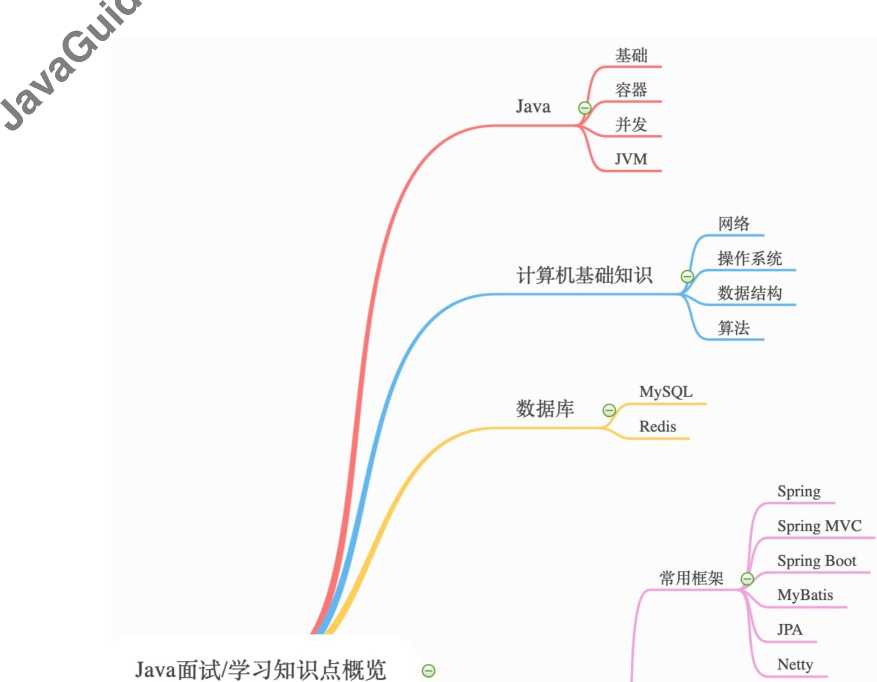 JavaGuid
Java
基础
容器
并发
JVM
计算机基础知识
网络
操作系统
数据结构
算法
数据库
MySQL
Redis
常用框架
Spring
Spring MVC
Spring Boot
MyBatis
JPA
Netty
Java面试/学习知识点概览